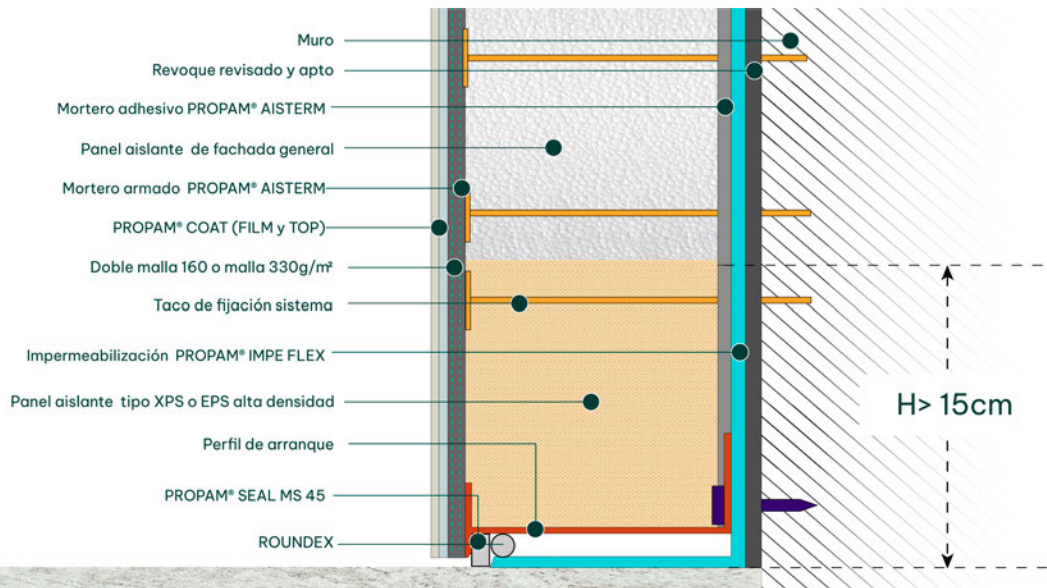 Muro
Revoque revisado y apto
Mortero adhesivo PROPAM® AISTERM
Panel aislante de fachada general
Mortero armado PROPAM® AISTERM
PROPAM® COAT (FILM y TOP)
Doble malla 160 o malla 330g/m²
Taco de fijación sistema
Impermeabilización PROPAM® IMPE FLEX
Panel aislante tipo XPS o EPS alta densidad
H> 15cm
Perfil de arranque
PROPAM® SEAL MS 45
ROUNDEX